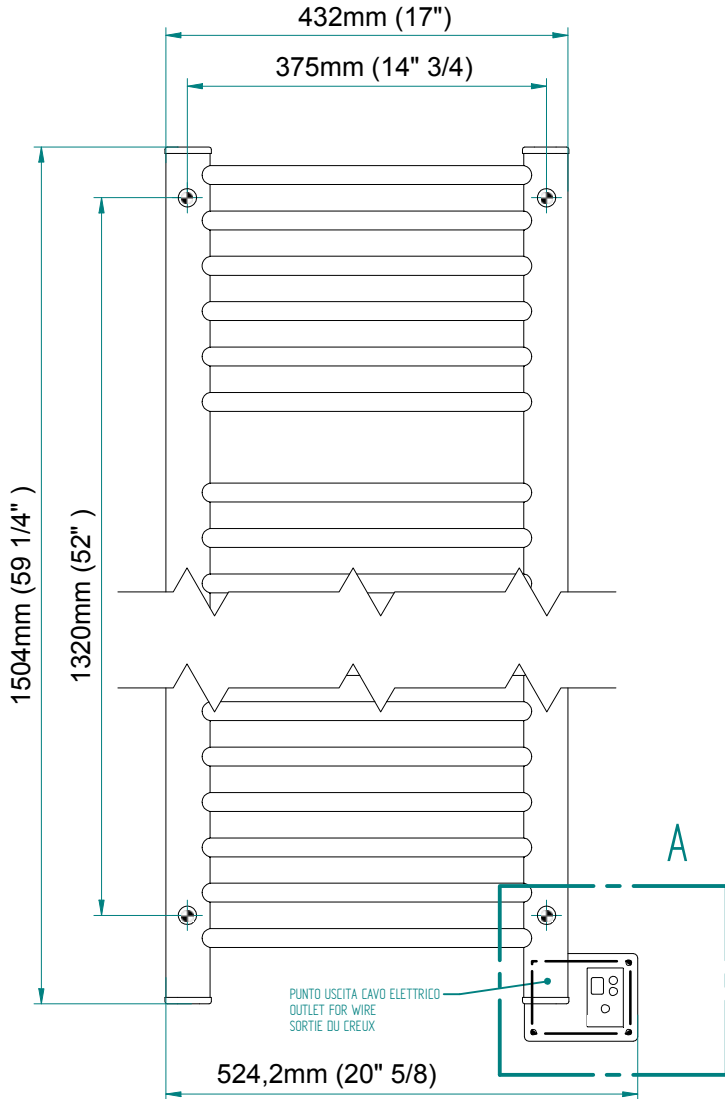 432mm (17")
375mm (14" 3/4)
1504mm (59 1/4" )
1320mm (52" )
A
PUNTO USCITA CAVO ELETTRICO
OUTLET FOR WIRE
SORTIE DU CREUX
524,2mm (20" 5/8)